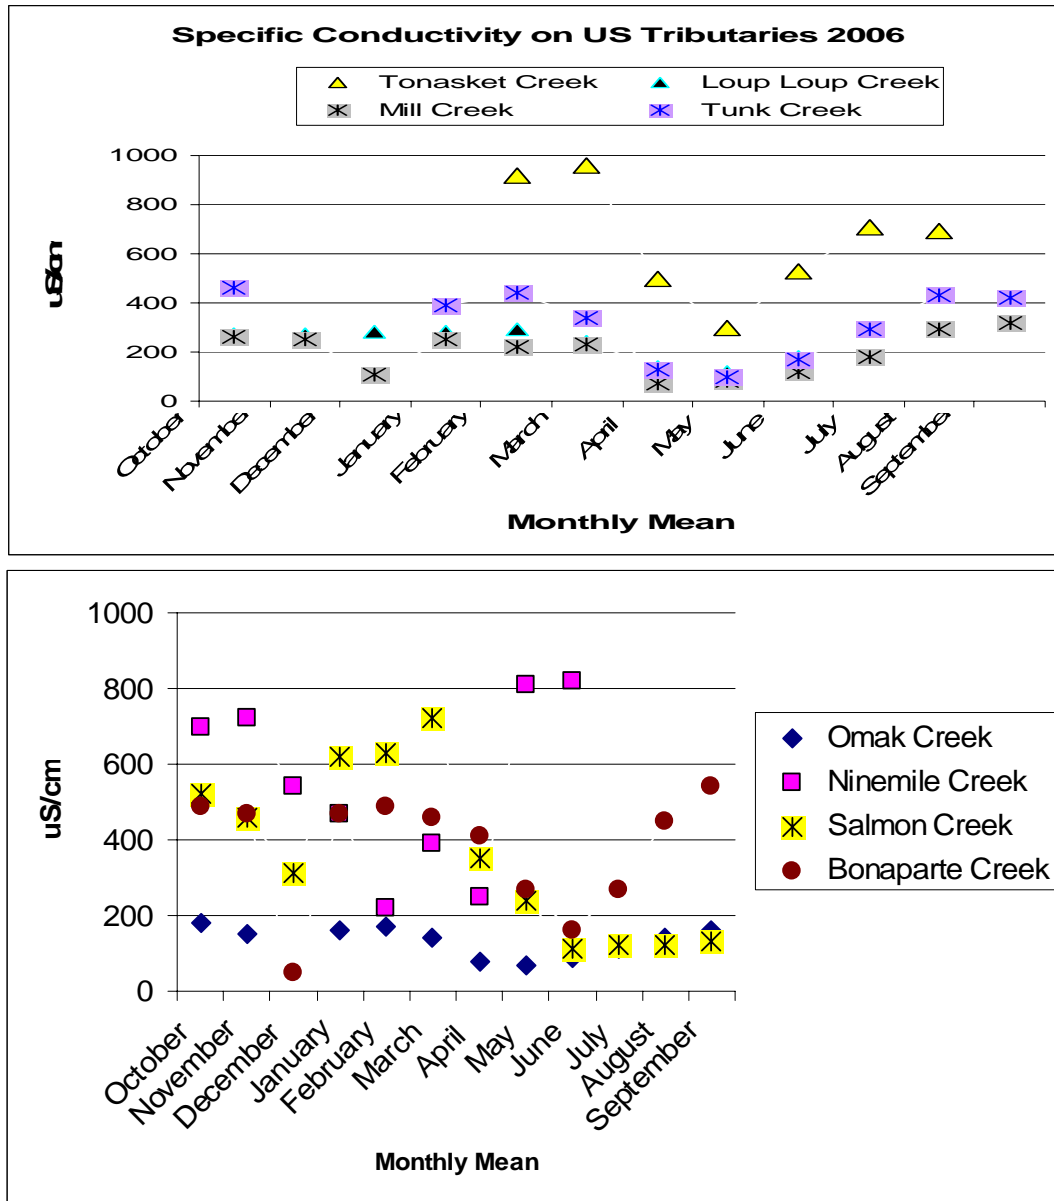 Specific Conductivity on US Tributaries 2006
Tonasket Creek Loup Loup Creek
Mill Creek Tunk Creek
1000
800
600
400
200
0
uS/cm
October November December January February March April May June July August September
Monthly Mean
1000
800
600
400
200
0
uS/cm
October November December January February March April May June July August September
Monthly Mean
Omak Creek
Ninemile Creek
Salmon Creek
Bonaparte Creek